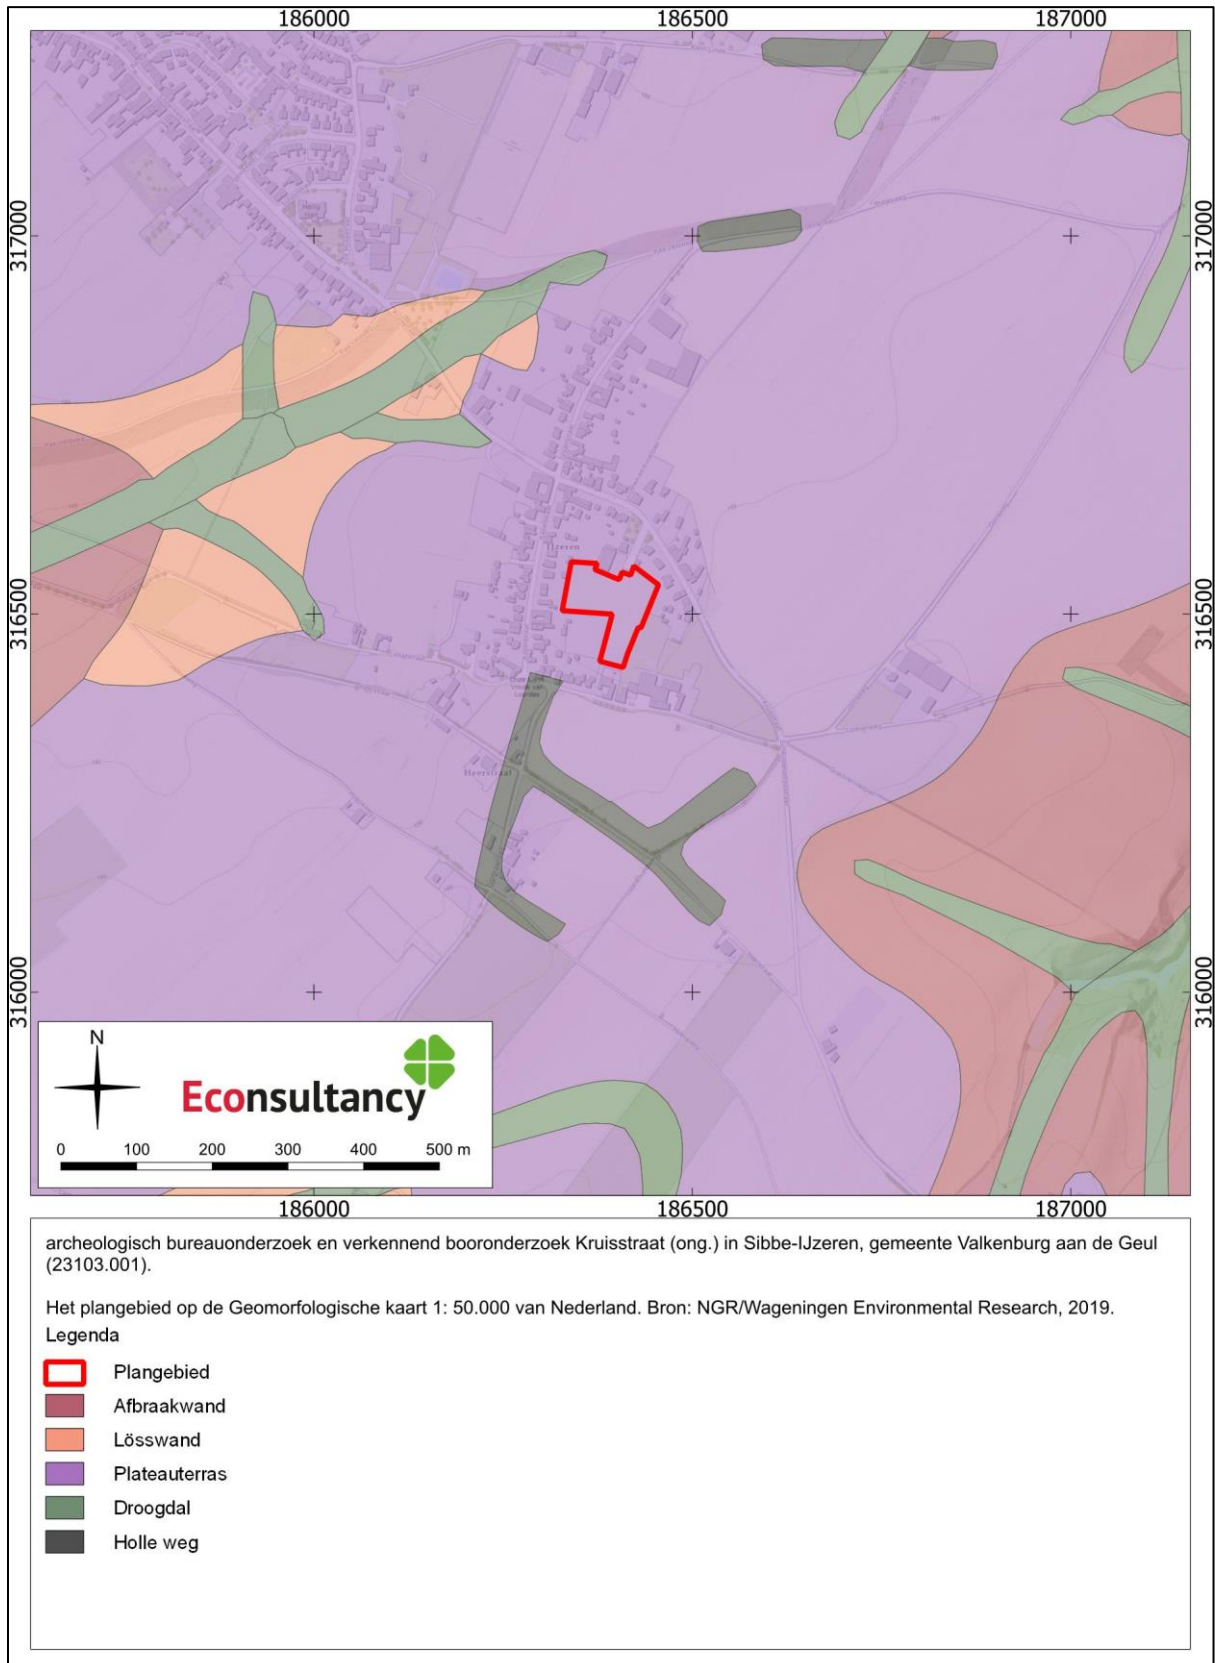 186000 186500 187000
317000 317000
IJzeren
316500 316500
Heerstraat
316000 316000
N
Econsultancy
0 100 200 300 400 500 m
186000 186500 187000
archeologisch bureauonderzoek en verkennend booronderzoek Kruisstraat (ong.) in Sibbe-IJzeren, gemeente Valkenburg aan de Geul
(23103.001).
Het plangebied op de Geomorfologische kaart 1: 50.000 van Nederland. Bron: NGR/Wageningen Environmental Research, 2019.
Legenda
Plangebied
Afbraakwand
Lösswand
Plateauterras
Droogdal
Holle weg